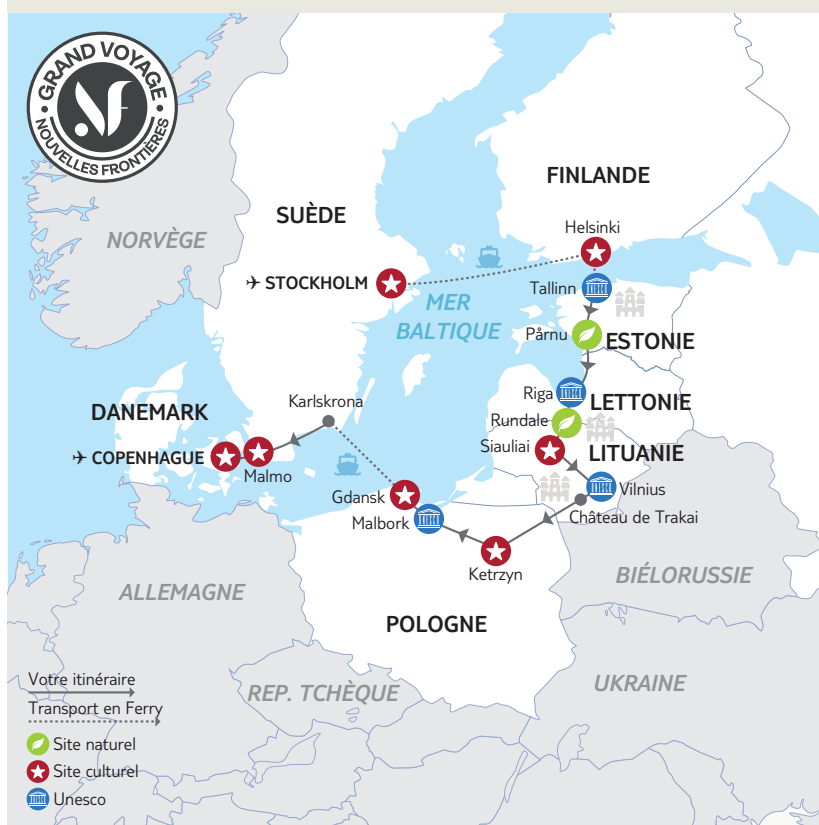 GRAND VOYAGE
NF
NOUVELLES FRONTIÈRES
FINLANDE
SUÈDE
Helsinki
NORVÈGE
STOCKHOLM
Tallinn
MER
BALTIQUE
Pårnu
ESTONIE
Riga
LETTONIE
Karlskrona
DANEMARK
Rundale
Siauliai
LITUANIE
COPENHAGUE
Malmo
Vilnius
Gdansk
Château de Trakai
Malbork
Ketrzyn
BIÉLORUSSIE
ALLEMAGNE
POLOGNE
Votre itinéraire
REP. TCHÈQUE
UKRAINE
Transport en Ferry
Site naturel
Site culturel
Unesco